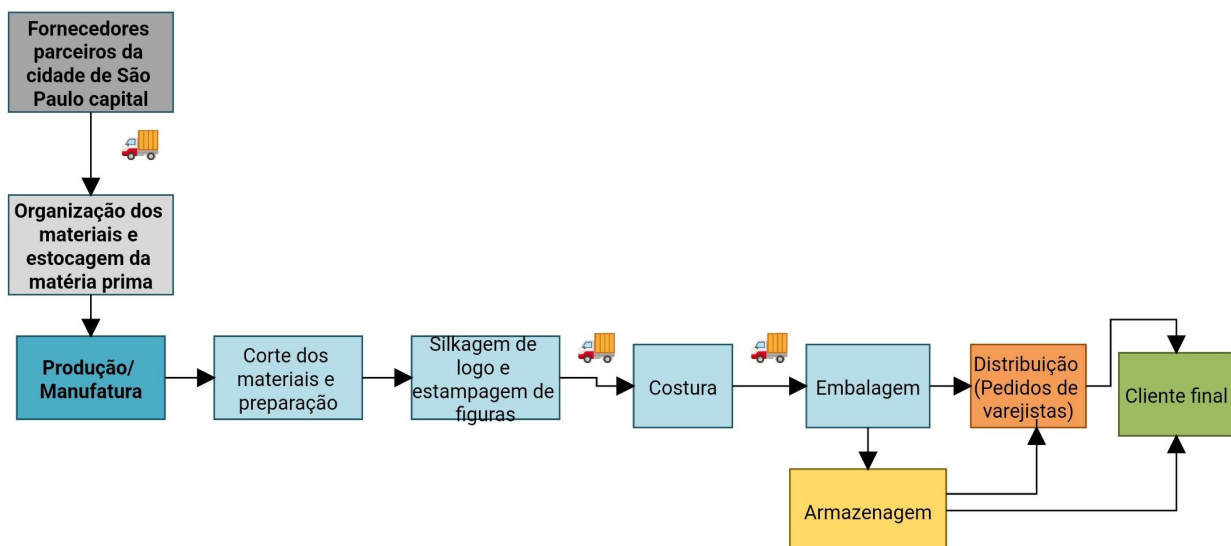 Fornecedores
parceiros da
cidade de São
Paulo capital
Organização dos
materiais e
estocagem da
matéria prima
Produção/
Manufatura
Corte dos
materiais e
preparação
Silkagem de
logo e
estampagem de
figuras
Costura
Embalagem
Distribuição
(Pedidos de
varejistas)
Cliente final
Armazenagem